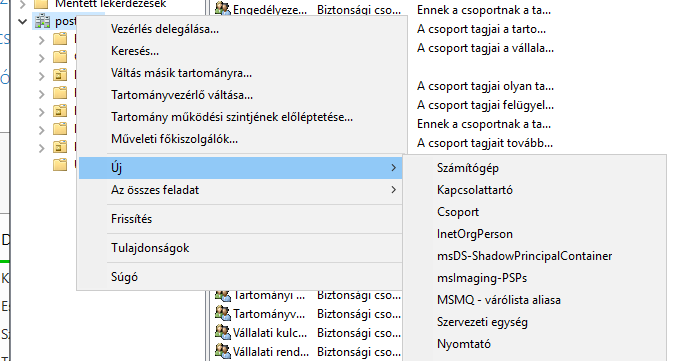 Mentett lekérdezések
post
Vezérlés delegálása...
Keresés...
Váltás másik tartományra...
Tartományvezérlő váltása...
Tartomány működési szintjének előléptetése...
Műveleti főkiszolgálók...
Új
Az összes feladat
Frissítés
Tulajdonságok
Súgó
Számítógép
Kapcsolattartó
Csoport
InetOrgPerson
msDS-ShadowPrincipalContainer
msImaging-PSPs
MSMQ - várólista aliasa
Szervezeti egység
Nyomtató
Engedélyeze... Biztonsági cso... Ennek a csoportnak a ta...
A csoport tagjai a tarto...
A csoport tagjai a vállala...
A csoport tagjai olyan ta...
A csoport tagjai felügyel...
Ennek a csoportnak a ta...
A csoport tagjait tovább...
Tartományi ... Biztonsági cso...
Tartományv... Biztonsági cso...
Vállalati kulc... Biztonsági cso...
Vállalati rend... Biztonsági cso...